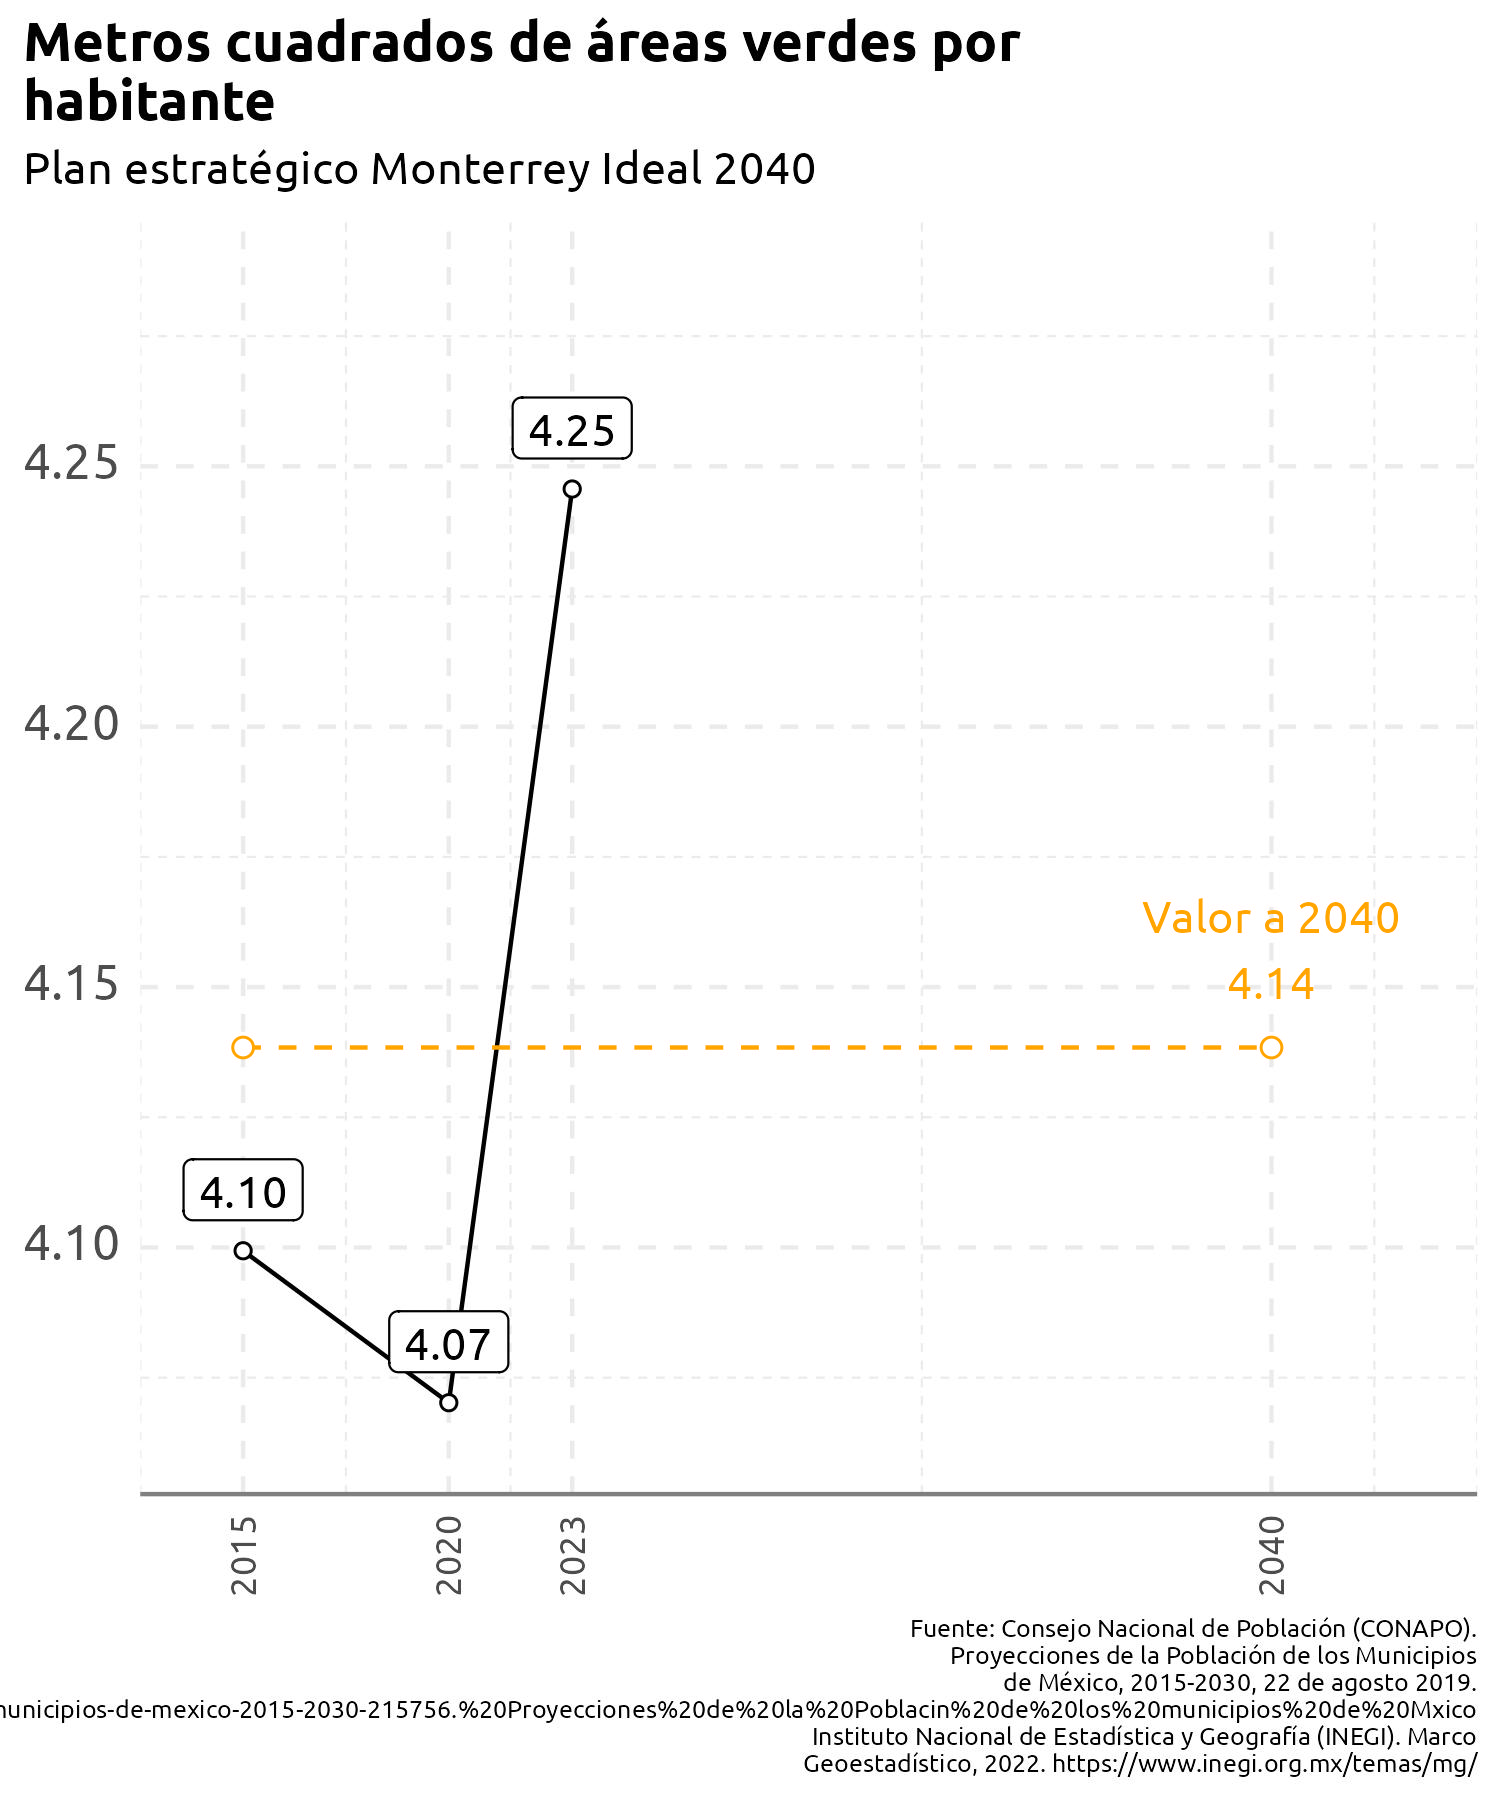 Metros cuadrados de áreas verdes por
habitante
Plan estratégico Monterrey Ideal 2040
4.25
4.25
4.20
Valor a 2040
4.15
4.14
4.10
4.10
4.07
2015
2020
2023
2040
Fuente: Consejo Nacional de Población (CONAPO).
Proyecciones de la Población de los Municipios
de México, 2015-2030, 22 de agosto 2019.
unicipios-de-mexico-2015-2030-215756.%20Proyecciones%20de%20la%20Poblacin%20de%20los%20municipios%20de%20Mxico
Instituto Nacional de Estadística y Geografía (INEGI). Marco
Geoestadístico, 2022. https://www.inegi.org.mx/temas/mg/